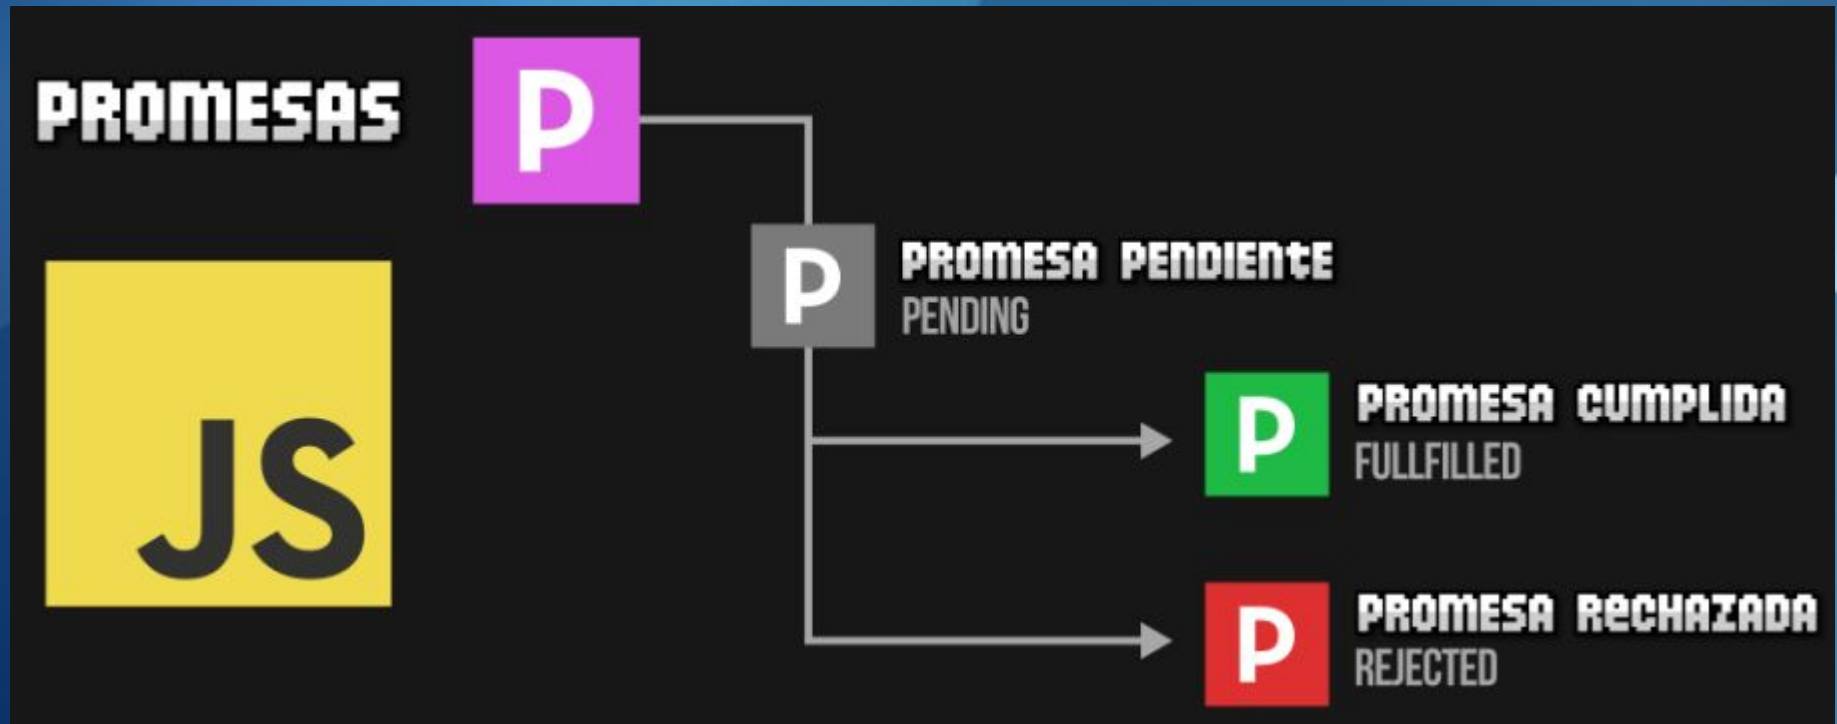 PROMESAS
P
JS
P
PROMESA PENDIENTE
PENDING
P
PROMESA CUMPLIDA
FULLFILLED
P
PROMESA RECHAZADA
REJECTED